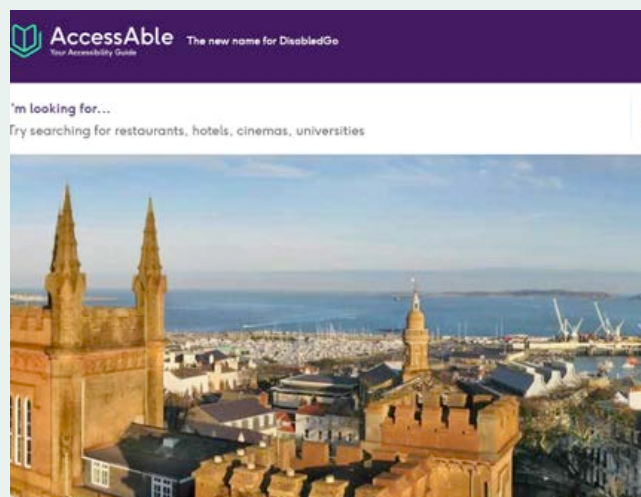 AccessAble
Your Accessibility Guide
The new name for DisabledGo
'm looking for...
Try searching for restaurants, hotels, cinemas, universities